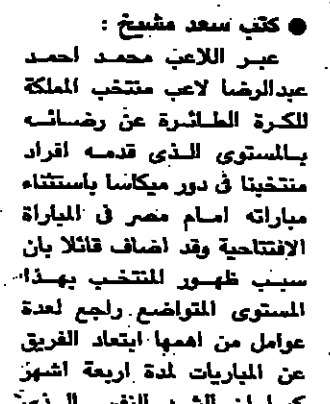 ● كتب سعد مشيخ :
عبر اللاعب محمد احمد
عبدالرضا لاعب منتخب المملكة
للكرة الطائرة عن رضائه
بالمستوى الذى قدمه افراد
منتخبنا فى دور ميكاسا باستثناء
مباراته امام مصر فى المباراة
الافتتاحية وقد اضاف قائلا بان
سبب ظهور المنتخب بهذا
المستوى المتواضع راجع لعدة
عوامل من اهمها ابتعاد الفريق
عن المباريات لمدة اربعة اشهر